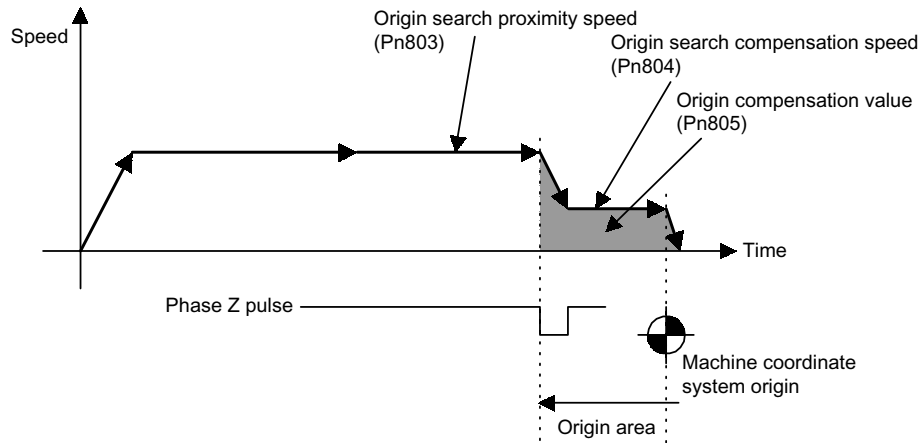 Origin search proximity speed
(Pn803)
Speed
Origin search compensation speed
(Pn804)
Origin compensation value
(Pn805)
Time
Phase Z pulse
Machine coordinate
system origin
Origin area